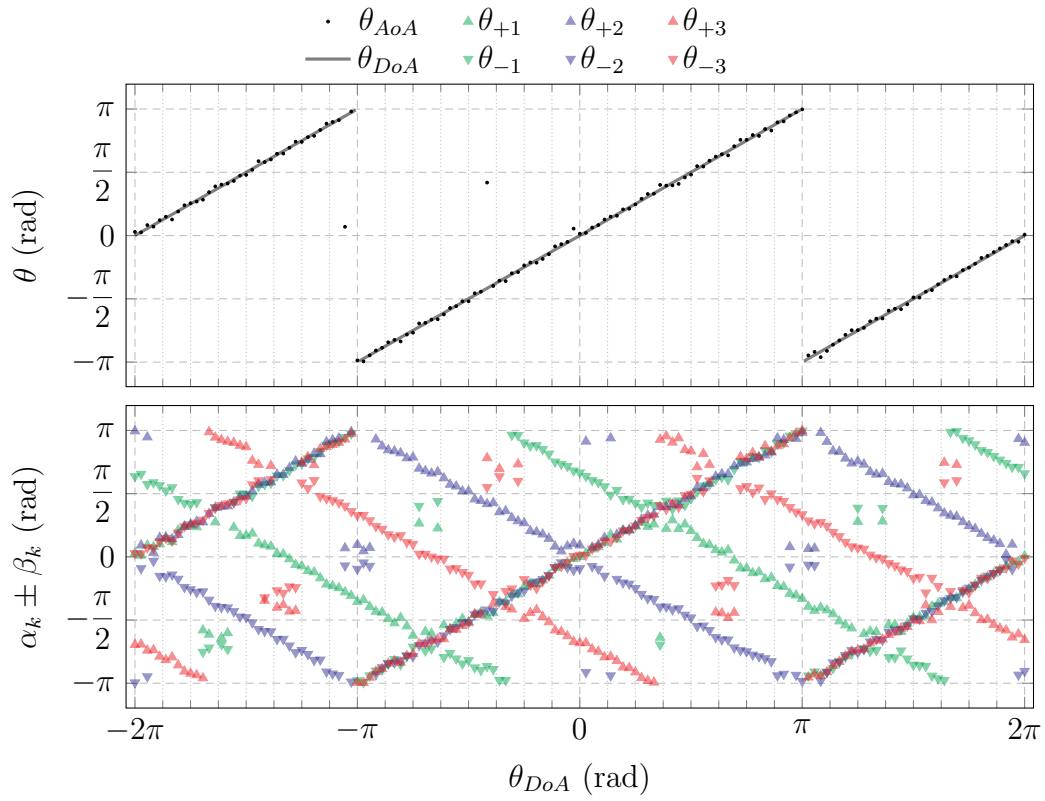 θ_AoA θ_+1 θ_+2 θ_+3
θ_DoA θ_−1 θ_−2 θ_−3
π
π/2
0
−π/2
−π
θ (rad)
π
π/2
0
−π/2
−π
α_k ± β_k (rad)
−2π −π 0 π 2π
θ_DoA (rad)